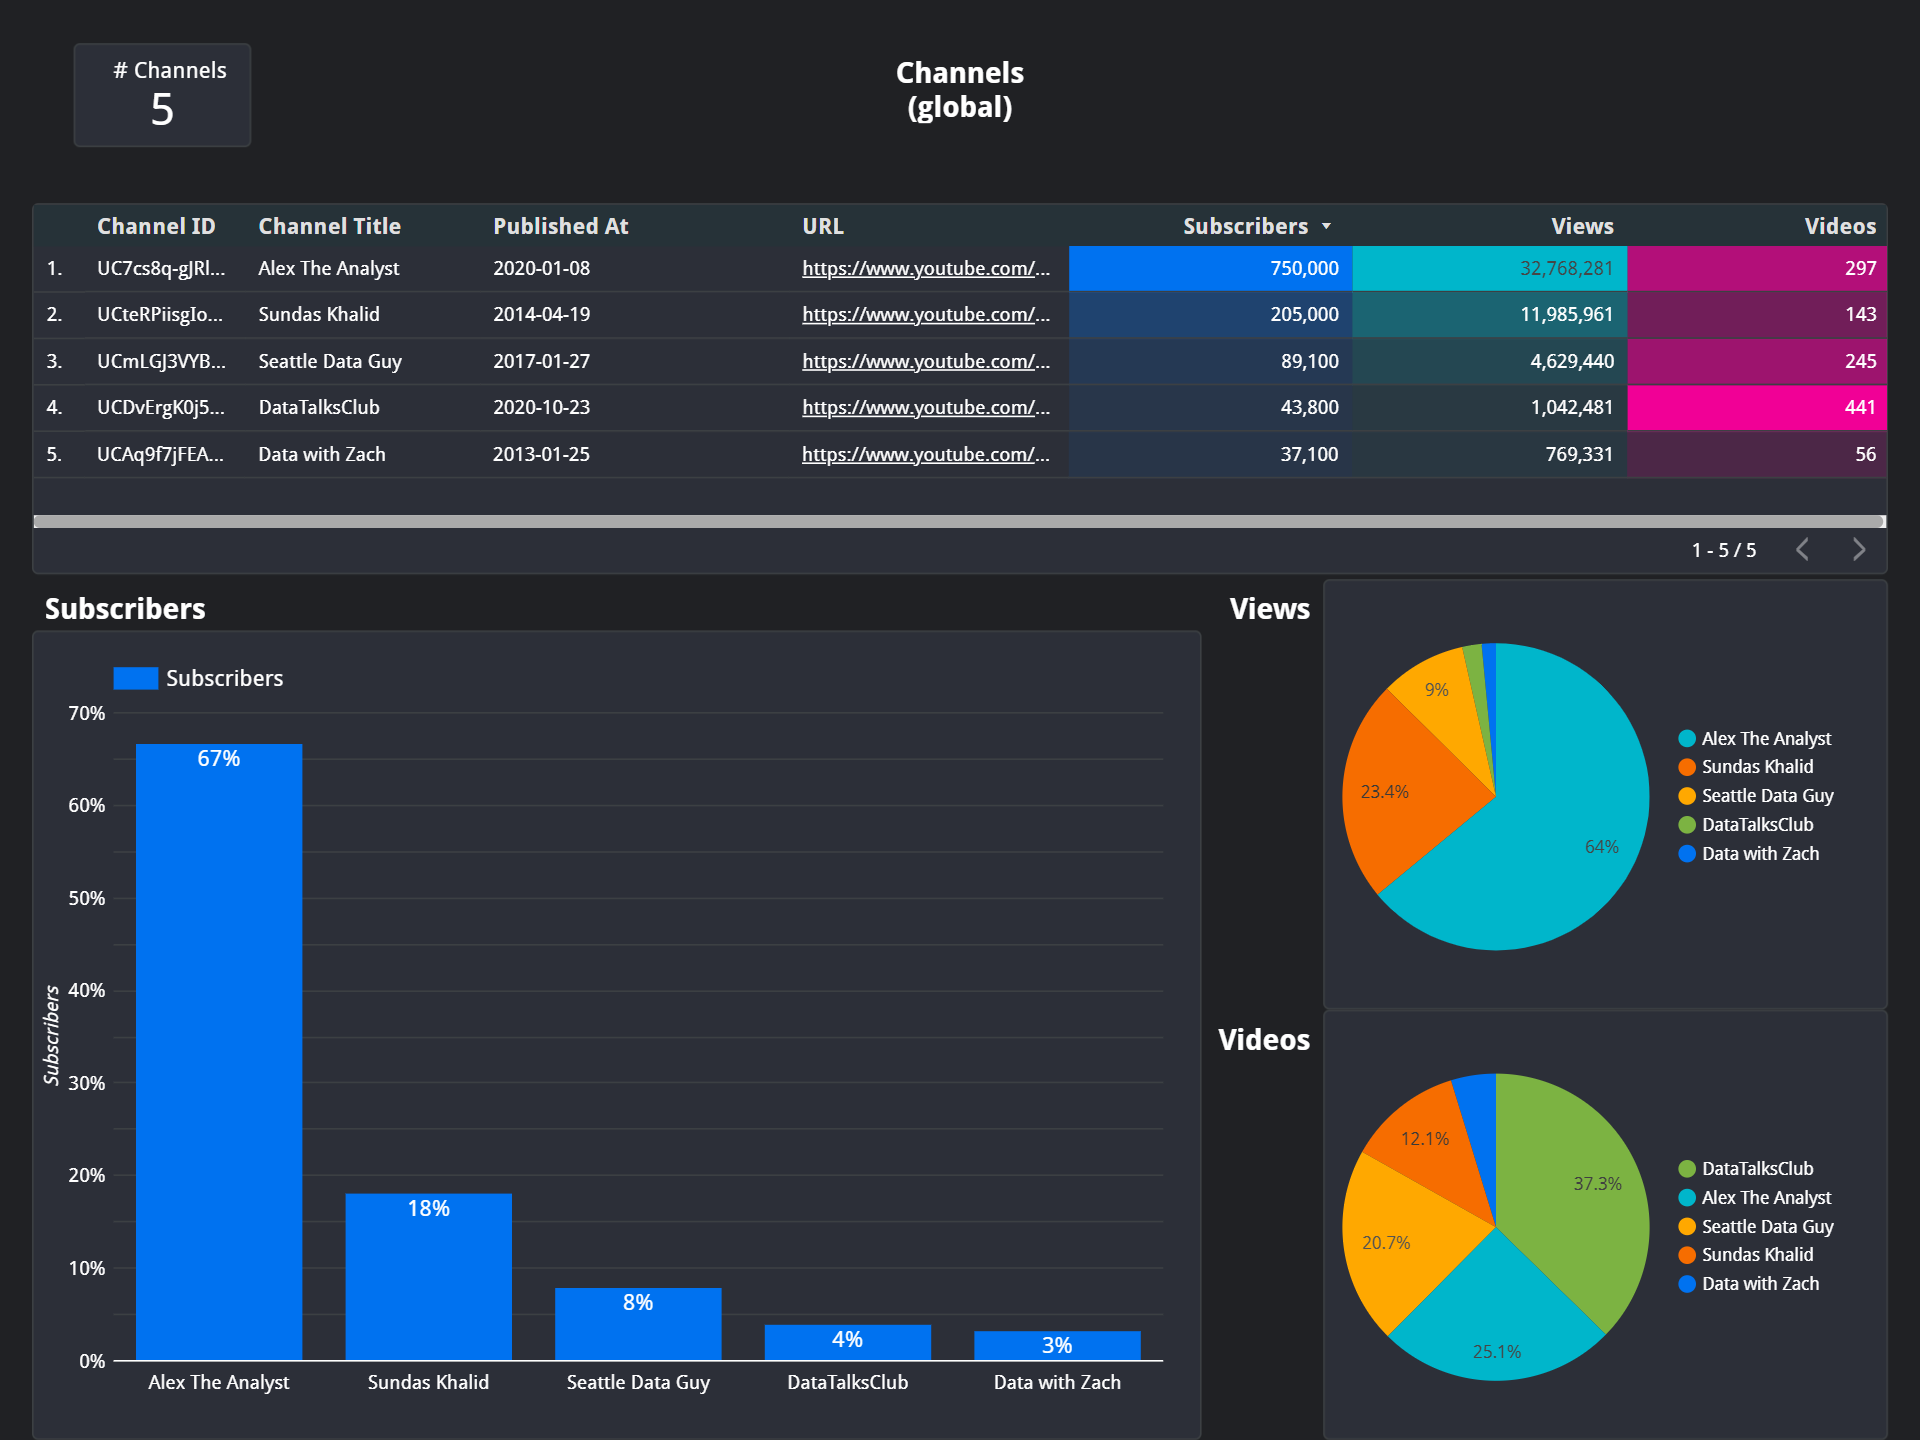 # Channels
5
Channels
(global)
Channel ID Channel Title Published At URL Subscribers Views Videos
1. UC7cs8q-gJRl... Alex The Analyst 2020-01-08 https://www.youtube.com/... 750,000 32,768,281 297
2. UCteRPiisgIo... Sundas Khalid 2014-04-19 https://www.youtube.com/... 205,000 11,985,961 143
3. UCmLGJ3VYB... Seattle Data Guy 2017-01-27 https://www.youtube.com/... 89,100 4,629,440 245
4. UCDvErgK0j5... DataTalksClub 2020-10-23 https://www.youtube.com/... 43,800 1,042,481 441
5. UCAq9f7jFEA... Data with Zach 2013-01-25 https://www.youtube.com/... 37,100 769,331 56
1 - 5 / 5
Subscribers
Subscribers
70%
60%
50%
40%
30%
20%
10%
0%
Subscribers
67%
18%
8%
4%
3%
Alex The Analyst Sundas Khalid Seattle Data Guy DataTalksClub Data with Zach
Views
9%
23.4%
64%
Alex The Analyst
Sundas Khalid
Seattle Data Guy
DataTalksClub
Data with Zach
Videos
12.1%
37.3%
20.7%
25.1%
DataTalksClub
Alex The Analyst
Seattle Data Guy
Sundas Khalid
Data with Zach